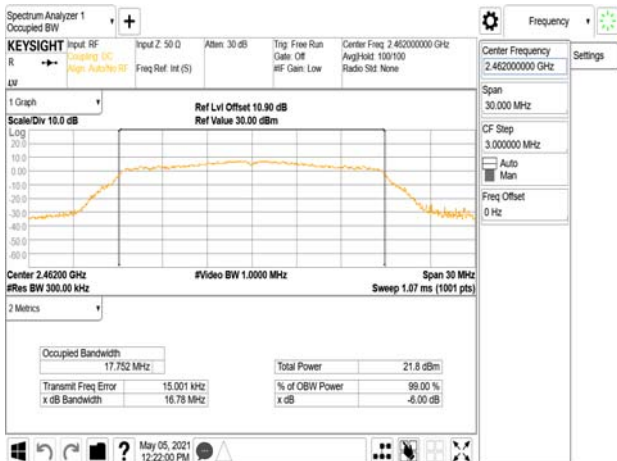 Spectrum Analyzer 1
Occupied BW
Frequency
KEYSIGHT
Input: RF
Coupling: DC
Align: Auto/No RF
Input Z: 50 Ω
Freq Ref: Int (S)
Atten: 30 dB
Trig: Free Run
Gate: Off
#IF Gain: Low
Center Freq: 2.462000000 GHz
Avg|Hold: 100/100
Radio Std: None
R
LV
Center Frequency
2.462000000 GHz
Settings
Span
30.000 MHz
CF Step
3.000000 MHz
Auto
Man
Freq Offset
0 Hz
1 Graph
Scale/Div 10.0 dB
Ref Lvl Offset 10.90 dB
Ref Value 30.00 dBm
Log
20.0
10.0
0.00
-10.0
-20.0
-30.0
-40.0
-50.0
-60.0
Center 2.46200 GHz
#Res BW 300.00 kHz
#Video BW 1.0000 MHz
Span 30 MHz
Sweep 1.07 ms (1001 pts)
2 Metrics
Occupied Bandwidth
17.752 MHz
Total Power 21.8 dBm
Transmit Freq Error 15.001 kHz
% of OBW Power 99.00 %
x dB Bandwidth 16.78 MHz
x dB -6.00 dB
?
May 05, 2021
12:22:00 PM